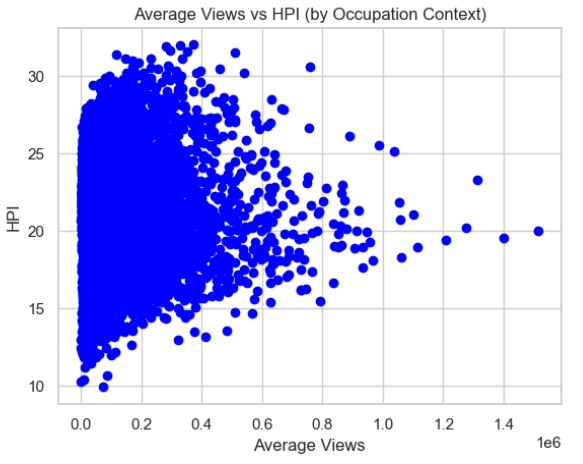 Average Views vs HPI (by Occupation Context)
30
25
20
15
10
HPI
0.0 0.2 0.4 0.6 0.8 1.0 1.2 1.4
1e6
Average Views